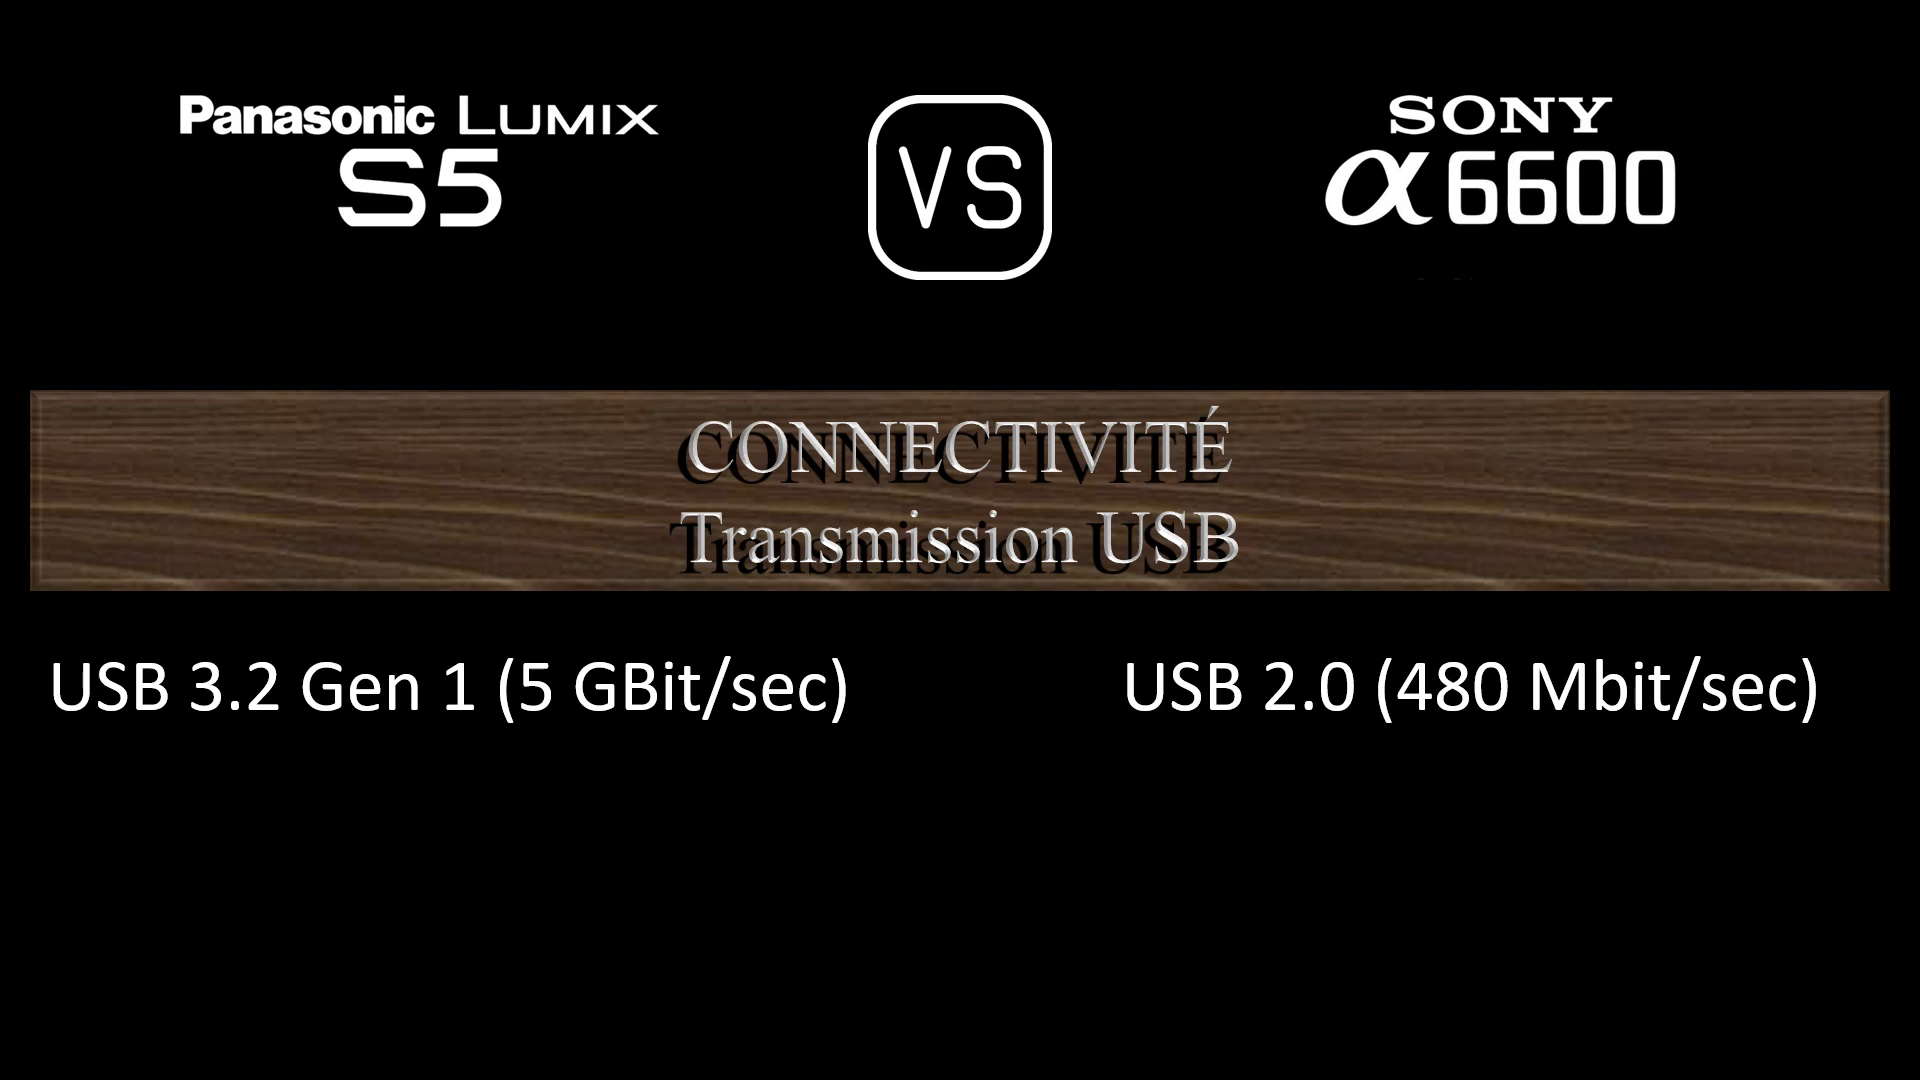 Panasonic LUMIX
S5
VS
SONY
α6600
CONNECTIVITÉ
Transmission USB
USB 3.2 Gen 1 (5 GBit/sec)
USB 2.0 (480 Mbit/sec)